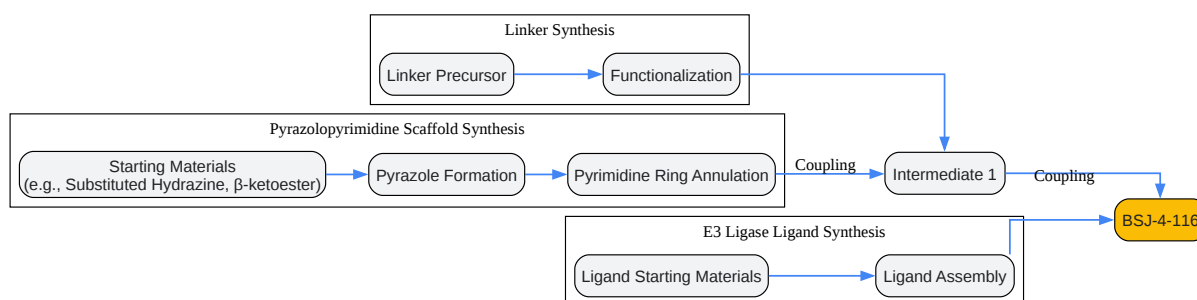 Linker Synthesis
Linker Precursor
Functionalization
Pyrazolopyrimidine Scaffold Synthesis
Starting Materials
(e.g., Substituted Hydrazine, β-ketoester)
Pyrazole Formation
Pyrimidine Ring Annulation
Coupling
Intermediate 1
Coupling
BSJ-4-116
E3 Ligase Ligand Synthesis
Ligand Starting Materials
Ligand Assembly